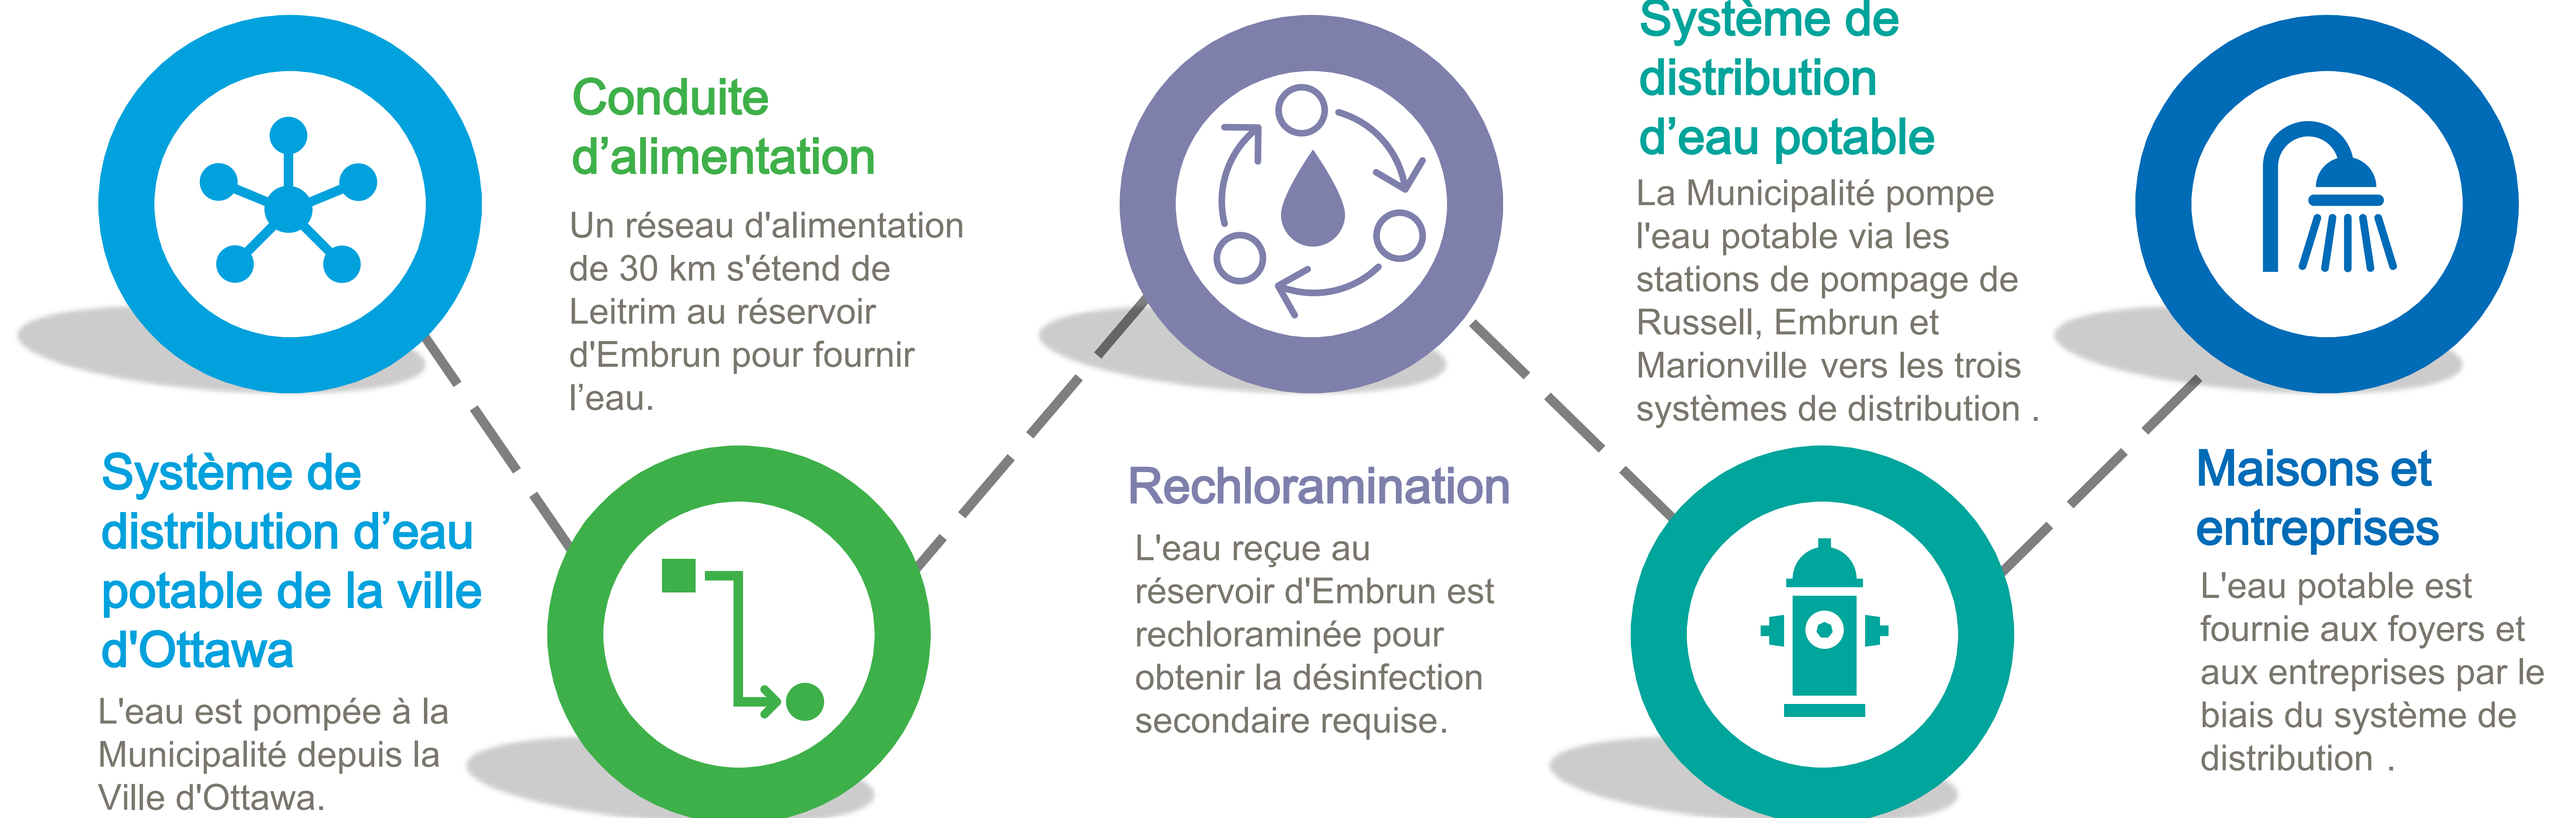 Système de
distribution d’eau
potable de la ville
d'Ottawa
L'eau est pompée à la
Municipalité depuis la
Ville d'Ottawa.
Conduite
d’alimentation
Un réseau d'alimentation
de 30 km s'étend de
Leitrim au réservoir
d'Embrun pour fournir
l’eau.
Rechloramination
L'eau reçue au
réservoir d'Embrun est
rechloraminée pour
obtenir la désinfection
secondaire requise.
Système de
distribution
d’eau potable
La Municipalité pompe
l'eau potable via les
stations de pompage de
Russell, Embrun et
Marionville vers les trois
systèmes de distribution .
Maisons et
entreprises
L'eau potable est
fournie aux foyers et
aux entreprises par le
biais du système de
distribution .